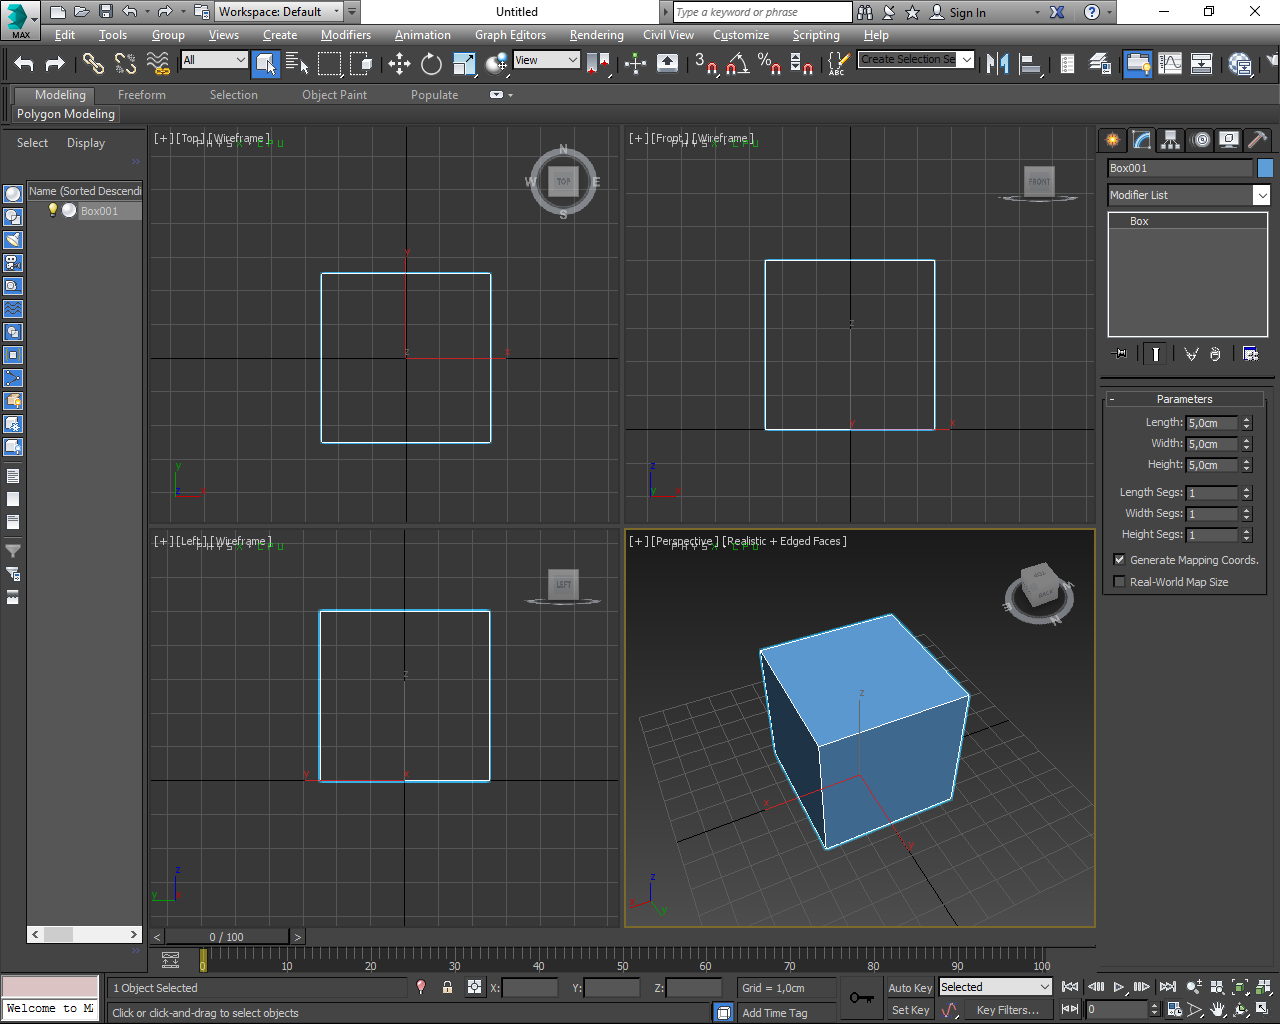 MAX
Workspace: Default
Untitled
Type a keyword or phrase
Sign In
Edit Tools Group Views Create Modifiers Animation Graph Editors Rendering Civil View Customize Scripting Help
All
View
3
%
ABC
Create Selection Se
Modeling Freeform Selection Object Paint Populate
Polygon Modeling
Select Display
Name (Sorted Descendi
Box001
[+] [Top] [Wireframe]
N
W TOP E
S
y
z x
y
z x
[+] [Front] [Wireframe]
FRONT
z
y x
z
y x
[+] [Left] [Wireframe]
LEFT
z
y x
z
y
[+] [Perspective] [Realistic + Edged Faces]
TOP
BACK
E W N
z
x
y
z
x y
Box001
Modifier List
Box
- Parameters
Length: 5,0cm
Width: 5,0cm
Height: 5,0cm
Length Segs: 1
Width Segs: 1
Height Segs: 1
Generate Mapping Coords.
Real-World Map Size
< 0 / 100 >
0 10 20 30 40 50 60 70 80 90 100
1 Object Selected
X: Y: Z:
Grid = 1,0cm
Auto Key
Selected
Welcome to M
Click or click-and-drag to select objects
Add Time Tag
Set Key
Key Filters...
0